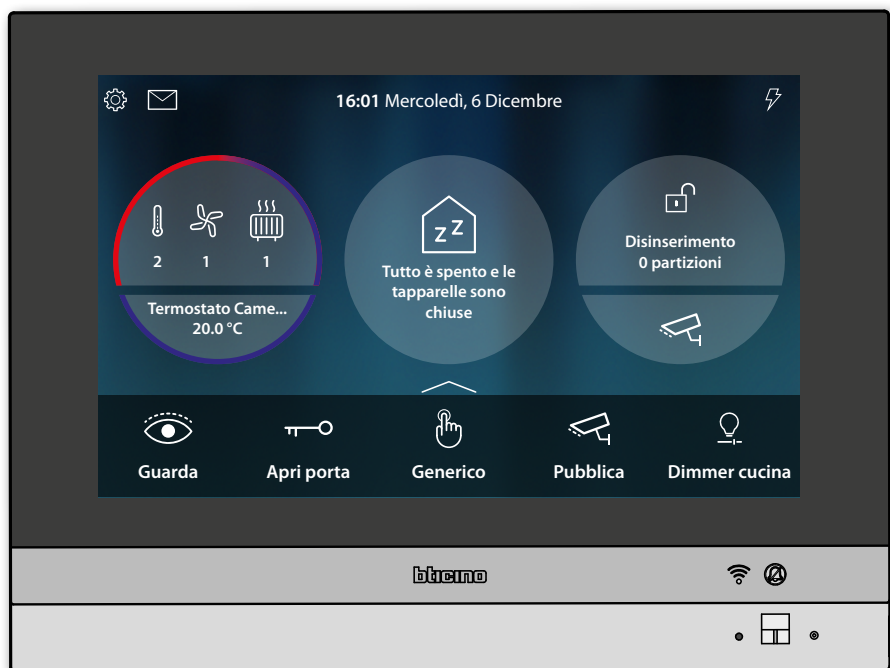 16:01 Mercoledì, 6 Dicembre
2 1 1
Termostato Came...
20.0 °C
zz
Tutto è spento e le
tapparelle sono
chiuse
Disinserimento
0 partizioni
Guarda
Apri porta
Generico
Pubblica
Dimmer cucina
bticino